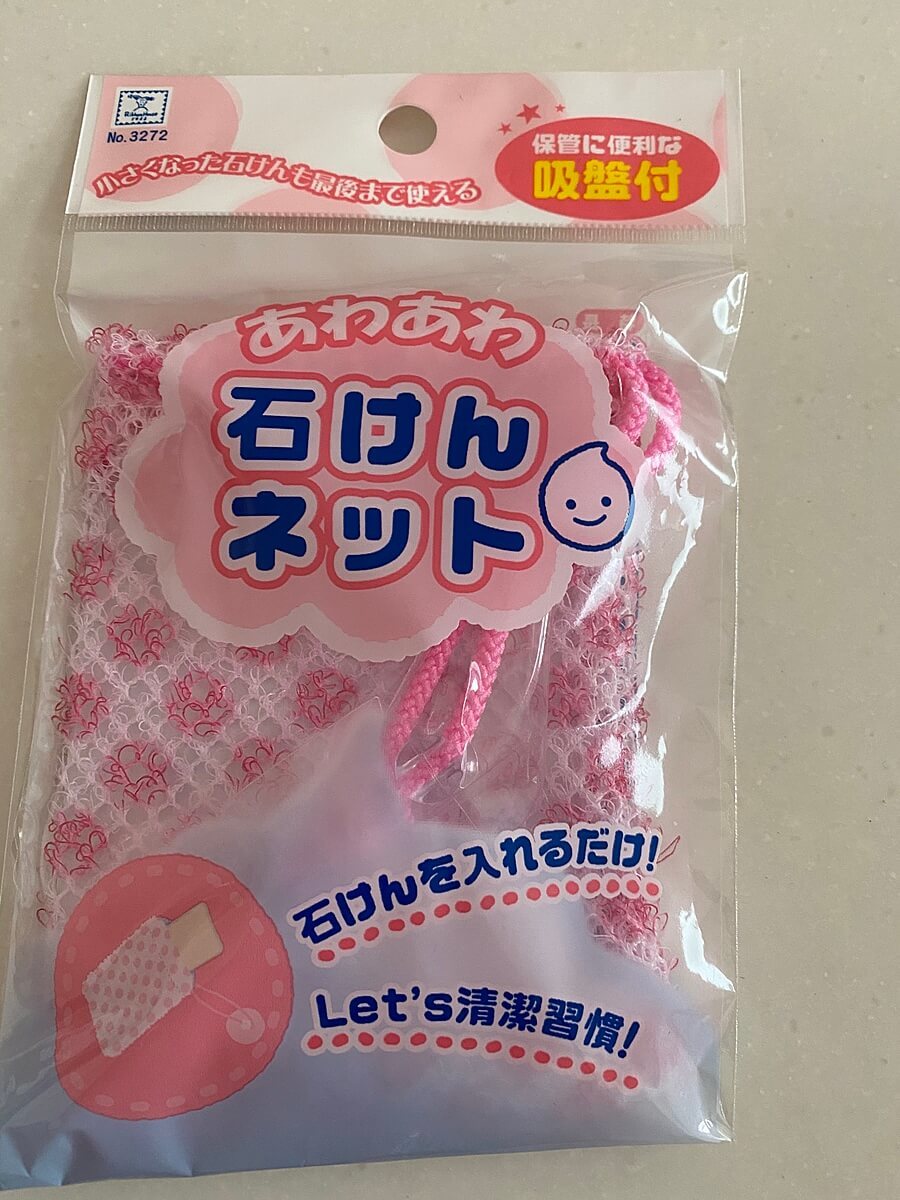 No.3272
小さくなった石けんも最後まで使える
保管に便利な
吸盤付
あわあわ
石けん
ネット
石けんを入れるだけ!
Let's清潔習慣!